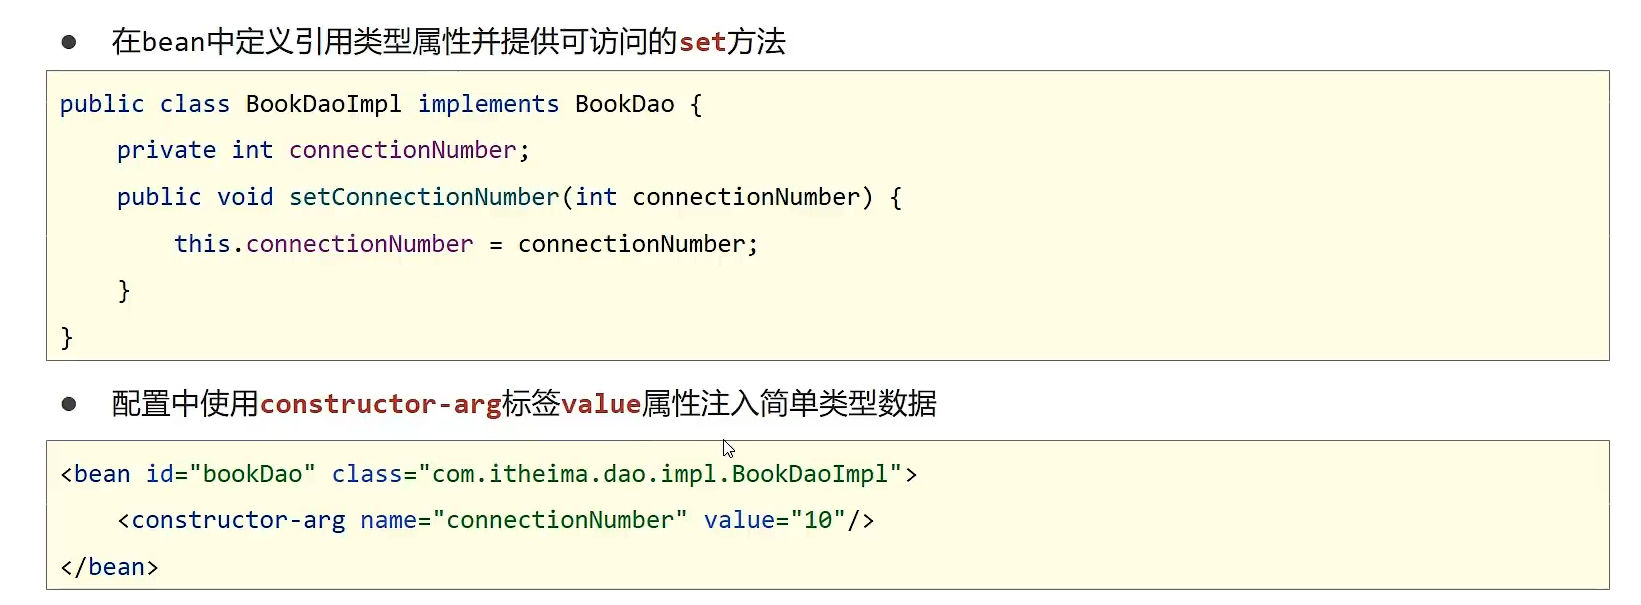 ● 在bean中定义引用类型属性并提供可访问的set方法
public class BookDaoImpl implements BookDao {
    private int connectionNumber;
    public void setConnectionNumber(int connectionNumber) {
        this.connectionNumber = connectionNumber;
    }
}
● 配置中使用constructor-arg标签value属性注入简单类型数据
<bean id="bookDao" class="com.itheima.dao.impl.BookDaoImpl">
    <constructor-arg name="connectionNumber" value="10"/>
</bean>